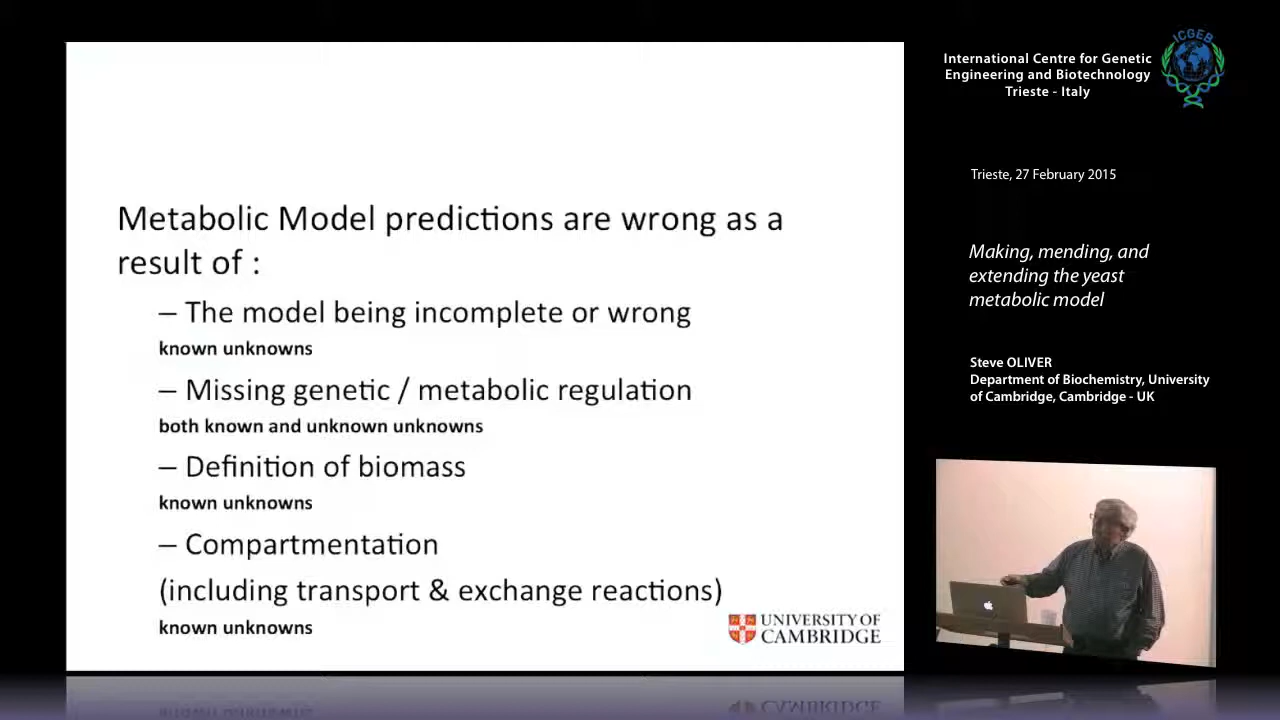 Metabolic Model predictions are wrong as a
result of :
– The model being incomplete or wrong
known unknowns
– Missing genetic / metabolic regulation
both known and unknown unknowns
– Definition of biomass
known unknowns
– Compartmentation
(including transport & exchange reactions)
known unknowns
UNIVERSITY OF
CAMBRIDGE
International Centre for Genetic
Engineering and Biotechnology
Trieste - Italy
ICGEB
Trieste, 27 February 2015
Making, mending, and
extending the yeast
metabolic model
Steve OLIVER
Department of Biochemistry, University
of Cambridge, Cambridge - UK